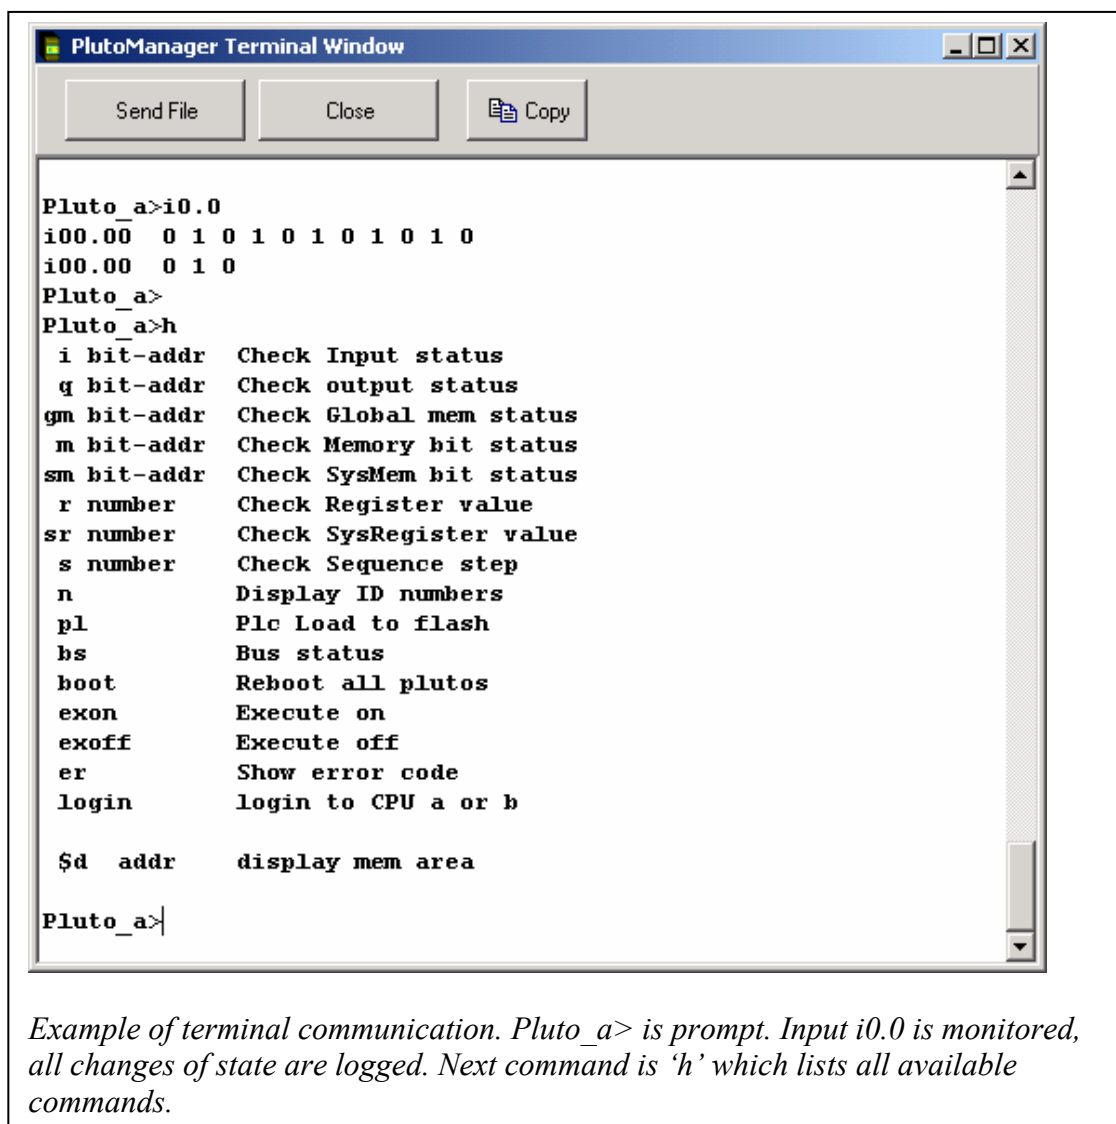 PlutoManager Terminal Window
Send File Close Copy
Pluto_a>i0.0
i00.00 0 1 0 1 0 1 0 1 0 1 0
i00.00 0 1 0
Pluto_a>
Pluto_a>h
i bit-addr Check Input status
q bit-addr Check output status
gm bit-addr Check Global mem status
m bit-addr Check Memory bit status
sm bit-addr Check SysMem bit status
r number Check Register value
sr number Check SysRegister value
s number Check Sequence step
n Display ID numbers
pl Plc Load to flash
bs Bus status
boot Reboot all plutos
exon Execute on
exoff Execute off
er Show error code
login login to CPU a or b
$d addr display mem area
Pluto_a>
Example of terminal communication. Pluto_a> is prompt. Input i0.0 is monitored,
all changes of state are logged. Next command is ‘h’ which lists all available
commands.